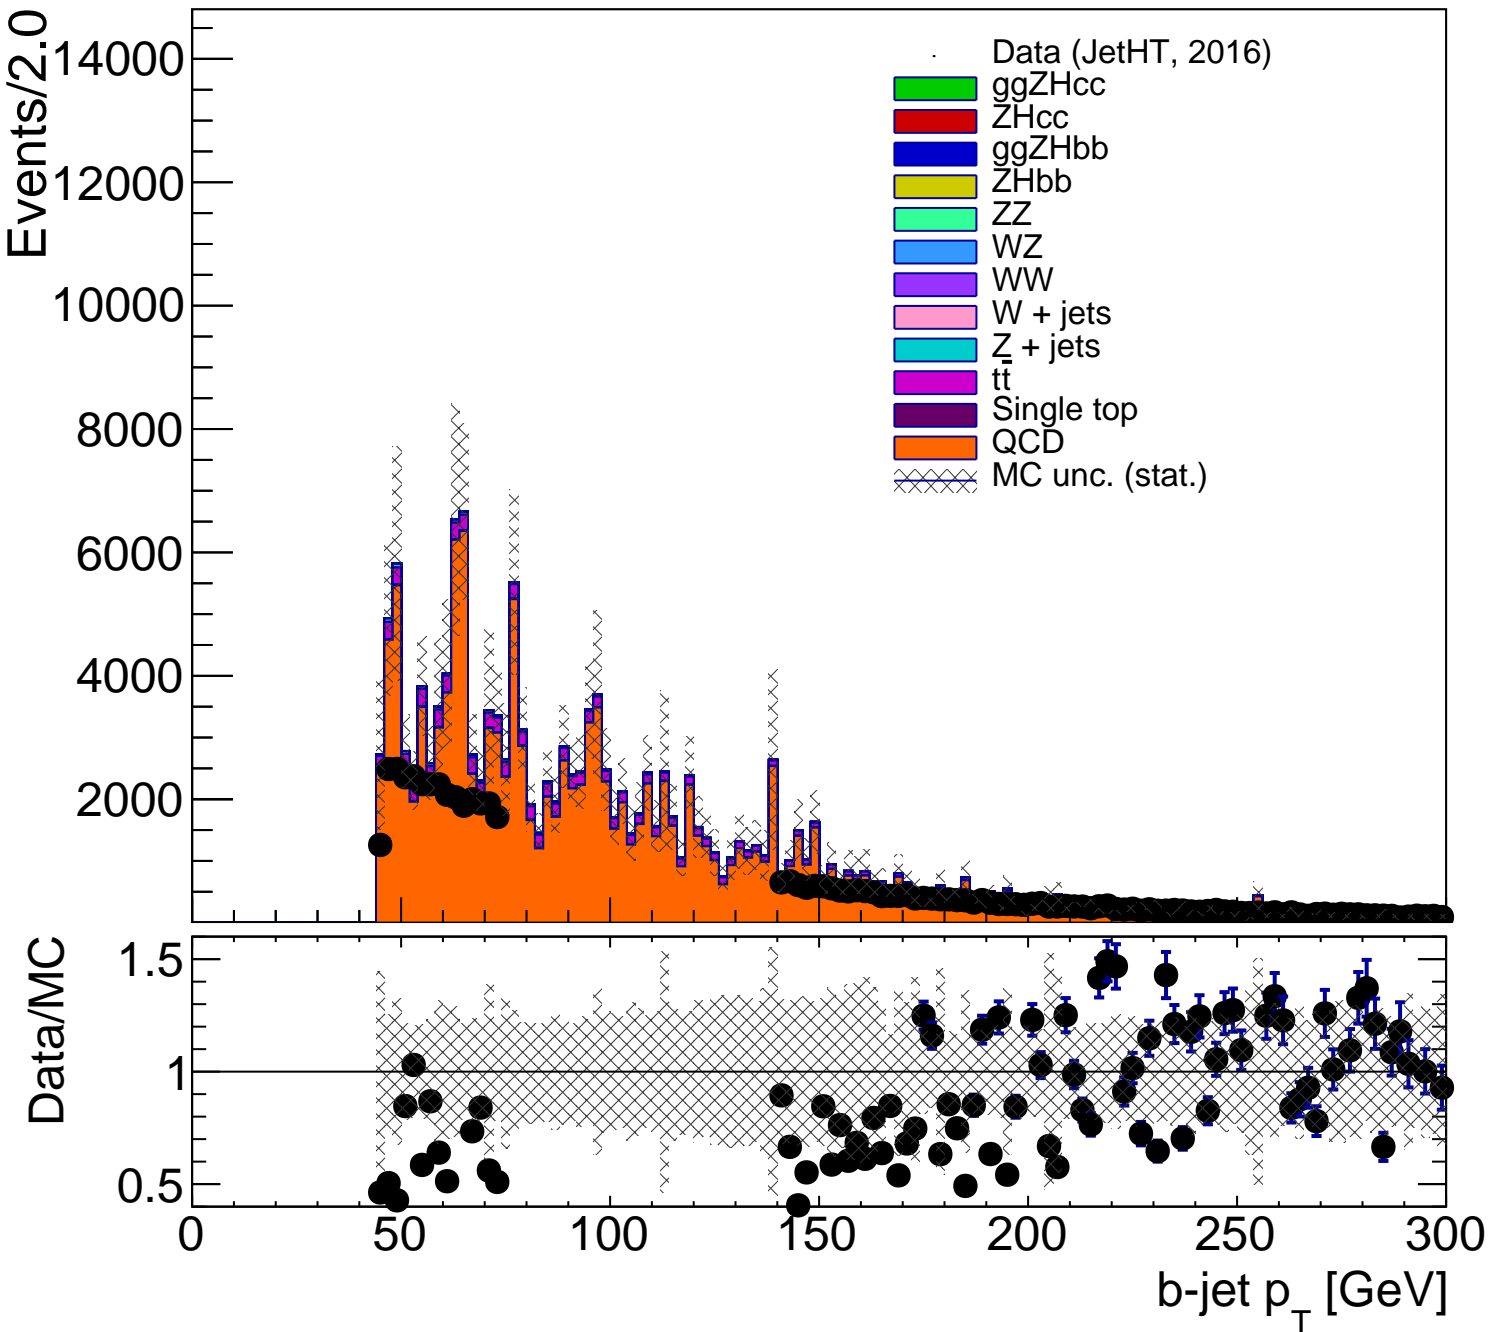 Events/2.0
14000
12000
10000
8000
6000
4000
2000
Data (JetHT, 2016)
ggZHcc
ZHcc
ggZHbb
ZHbb
ZZ
WZ
WW
W + jets
Z + jets
tt̄
Single top
QCD
MC unc. (stat.)
Data/MC
1.5
1
0.5
0 50 100 150 200 250 300
b-jet p_T [GeV]